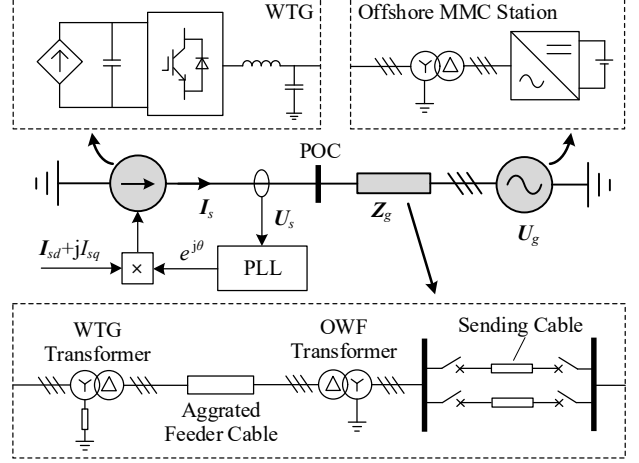 WTG
Offshore MMC Station
POC
I_s
U_s
Z_g
U_g
I_sd+jI_sq
×
e^jθ
PLL
WTG
Transformer
OWF
Transformer
Sending Cable
Aggrated
Feeder Cable